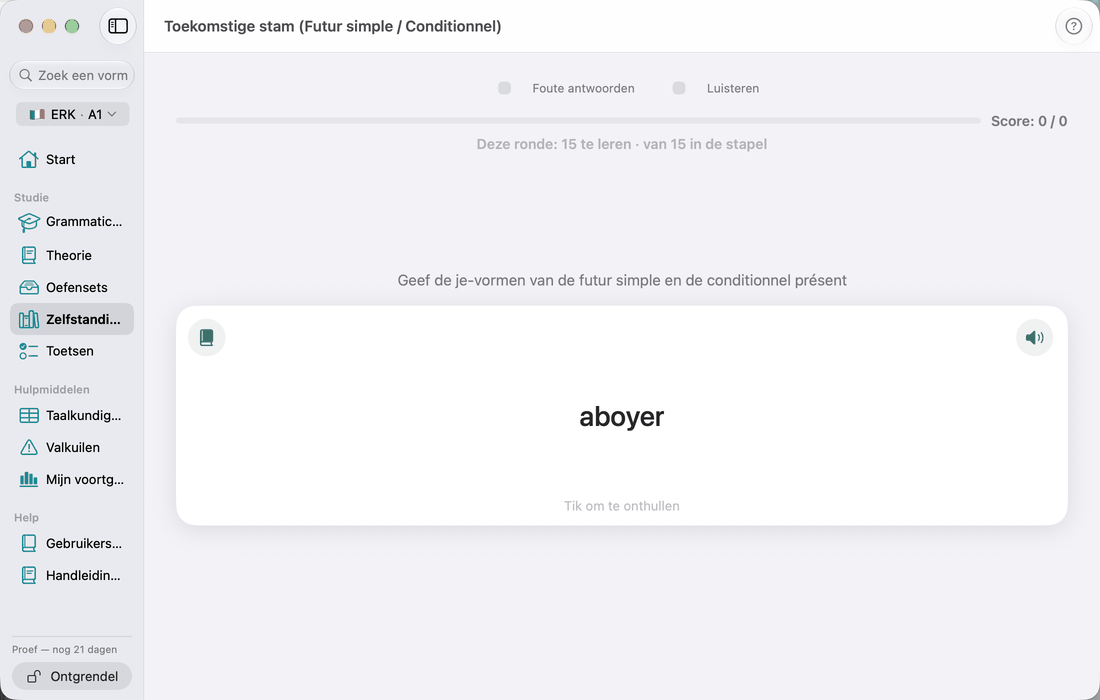 Toekomstige stam (Futur simple / Conditionnel)
Zoek een vorm
ERK · A1
Start
Studie
Grammatic...
Theorie
Oefensets
Zelfstandi...
Toetsen
Hulpmiddelen
Taalkundig...
Valkuilen
Mijn voortg...
Help
Gebruikers...
Handleidin...
Proef — nog 21 dagen
Ontgrendel
Foute antwoorden
Luisteren
Score: 0 / 0
Deze ronde: 15 te leren · van 15 in de stapel
Geef de je-vormen van de futur simple en de conditionnel présent
aboyer
Tik om te onthullen